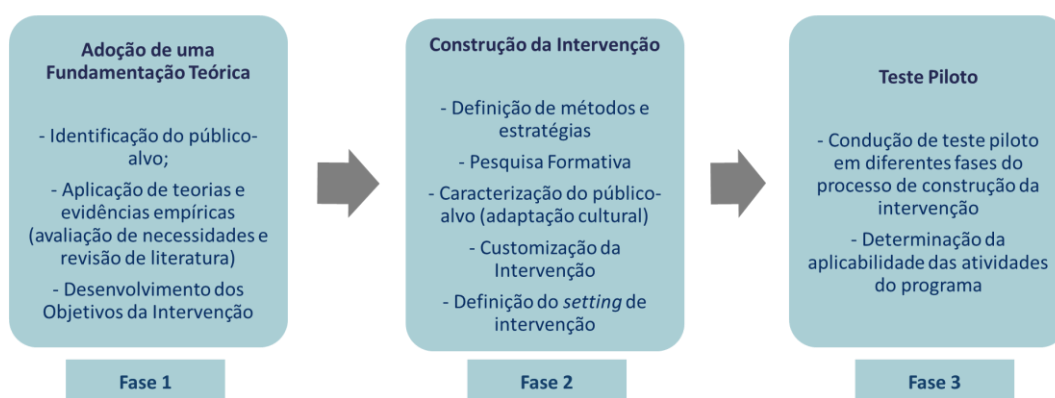 Adoção de uma
Fundamentação Teórica
- Identificação do público-
alvo;
- Aplicação de teorias e
evidências empíricas
(avaliação de necessidades e
revisão de literatura)
- Desenvolvimento dos
Objetivos da Intervenção
Fase 1
Construção da Intervenção
- Definição de métodos e
estratégias
- Pesquisa Formativa
- Caracterização do público-
alvo (adaptação cultural)
- Customização da
Intervenção
- Definição do setting de
intervenção
Fase 2
Teste Piloto
- Condução de teste piloto
em diferentes fases do
processo de construção da
intervenção
- Determinação da
aplicabilidade das atividades
do programa
Fase 3